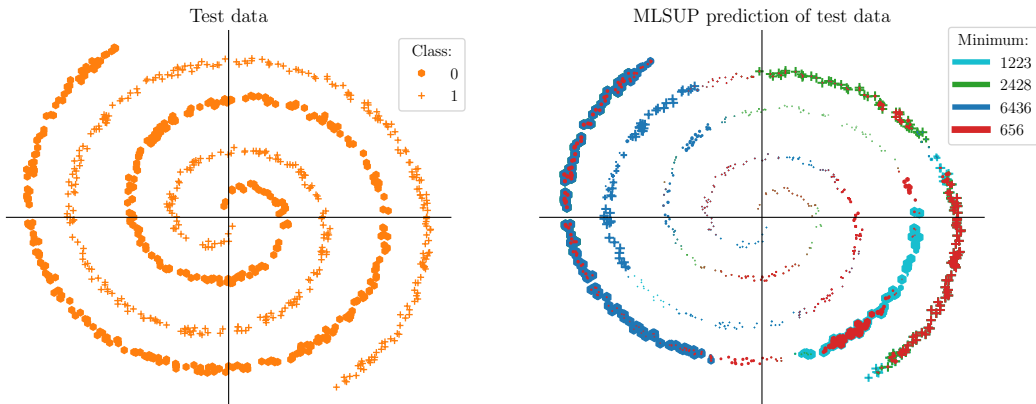 Test data
Class:
0
1
MLSUP prediction of test data
Minimum:
1223
2428
6436
656